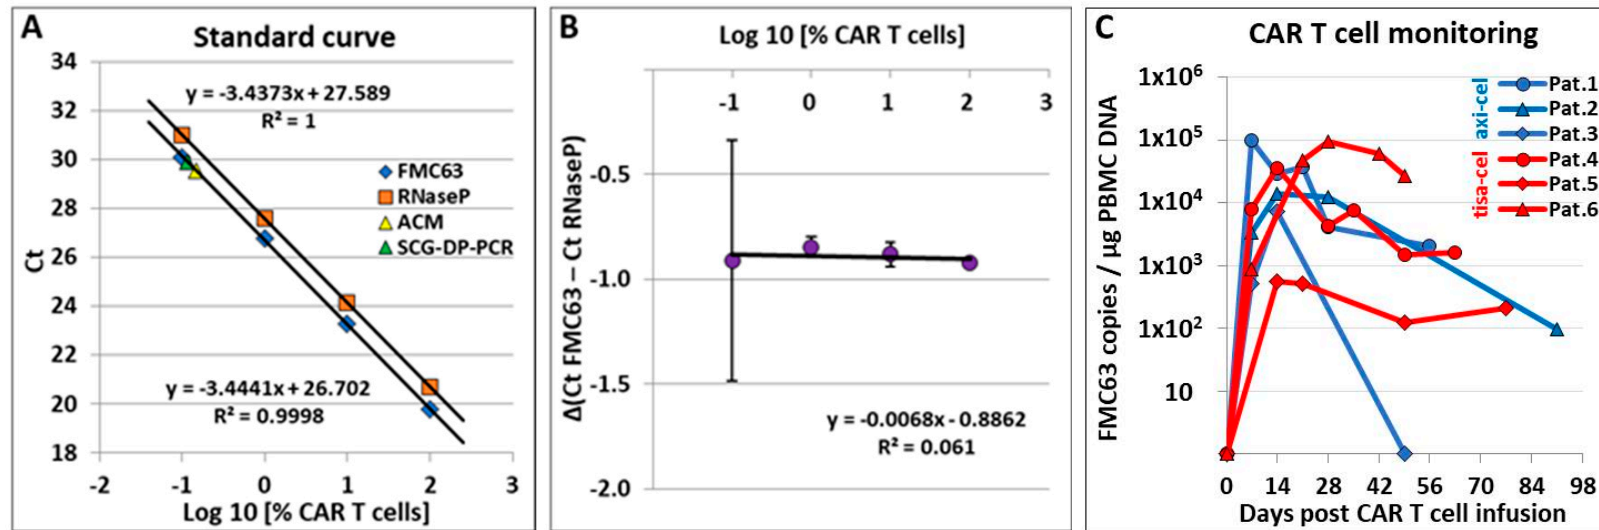 A
Standard curve
34
32
30
28
26
24
22
20
18
Ct
y = -3.4373x + 27.589
R² = 1
FMC63
RNaseP
ACM
SCG-DP-PCR
y = -3.4441x + 26.702
R² = 0.9998
-2 -1 0 1 2 3
Log 10 [% CAR T cells]
B
Log 10 [% CAR T cells]
-1 0 1 2 3
-0.5
-1.0
-1.5
-2.0
Δ(Ct FMC63 – Ct RNaseP)
y = -0.0068x - 0.8862
R² = 0.061
C
CAR T cell monitoring
1x10⁶
1x10⁵
1x10⁴
1x10³
1x10²
10
FMC63 copies / µg PBMC DNA
axi-cel
Pat.1
Pat.2
Pat.3
tisa-cel
Pat.4
Pat.5
Pat.6
0 14 28 42 56 70 84 98
Days post CAR T cell infusion